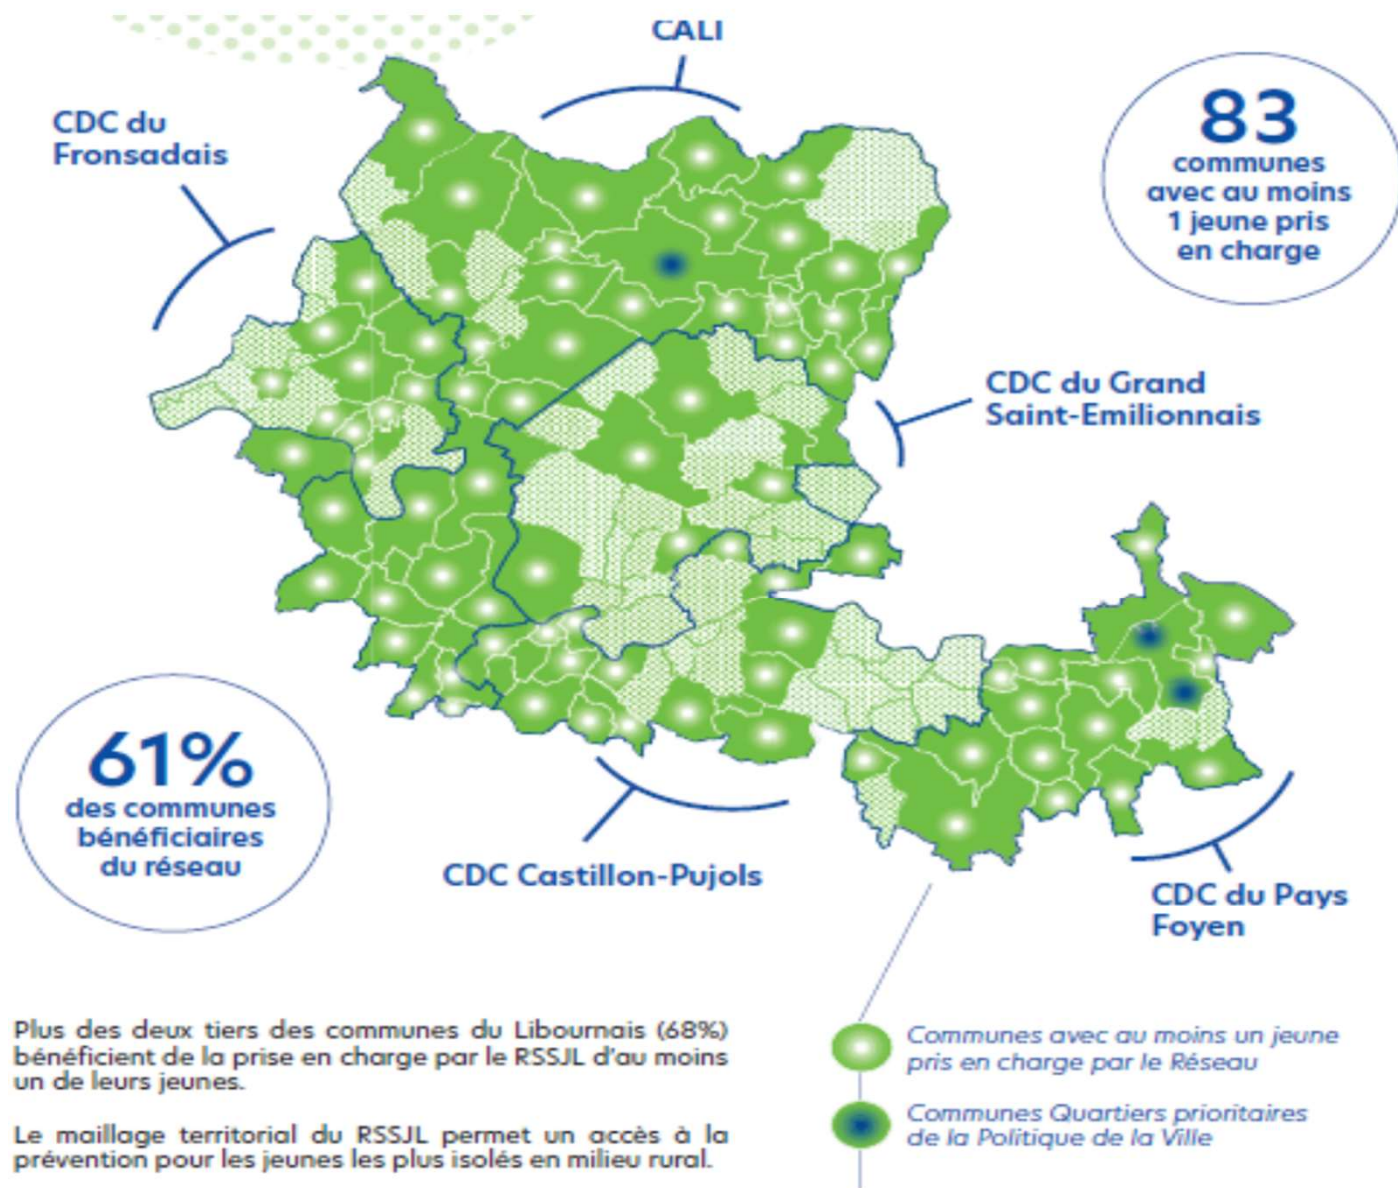 CALI
CDC du
Fronsadais
83
communes
avec au moins
1 jeune pris
en charge
CDC du Grand
Saint-Emilionnais
61%
des communes
bénéficiaires
du réseau
CDC Castillon-Pujols
CDC du Pays
Foyen
Plus des deux tiers des communes du Libournais (68%)
bénéficient de la prise en charge par le RSSJL d'au moins
un de leurs jeunes.
Le maillage territorial du RSSJL permet un accès à la
prévention pour les jeunes les plus isolés en milieu rural.
Communes avec au moins un jeune
pris en charge par le Réseau
Communes Quartiers prioritaires
de la Politique de la Ville